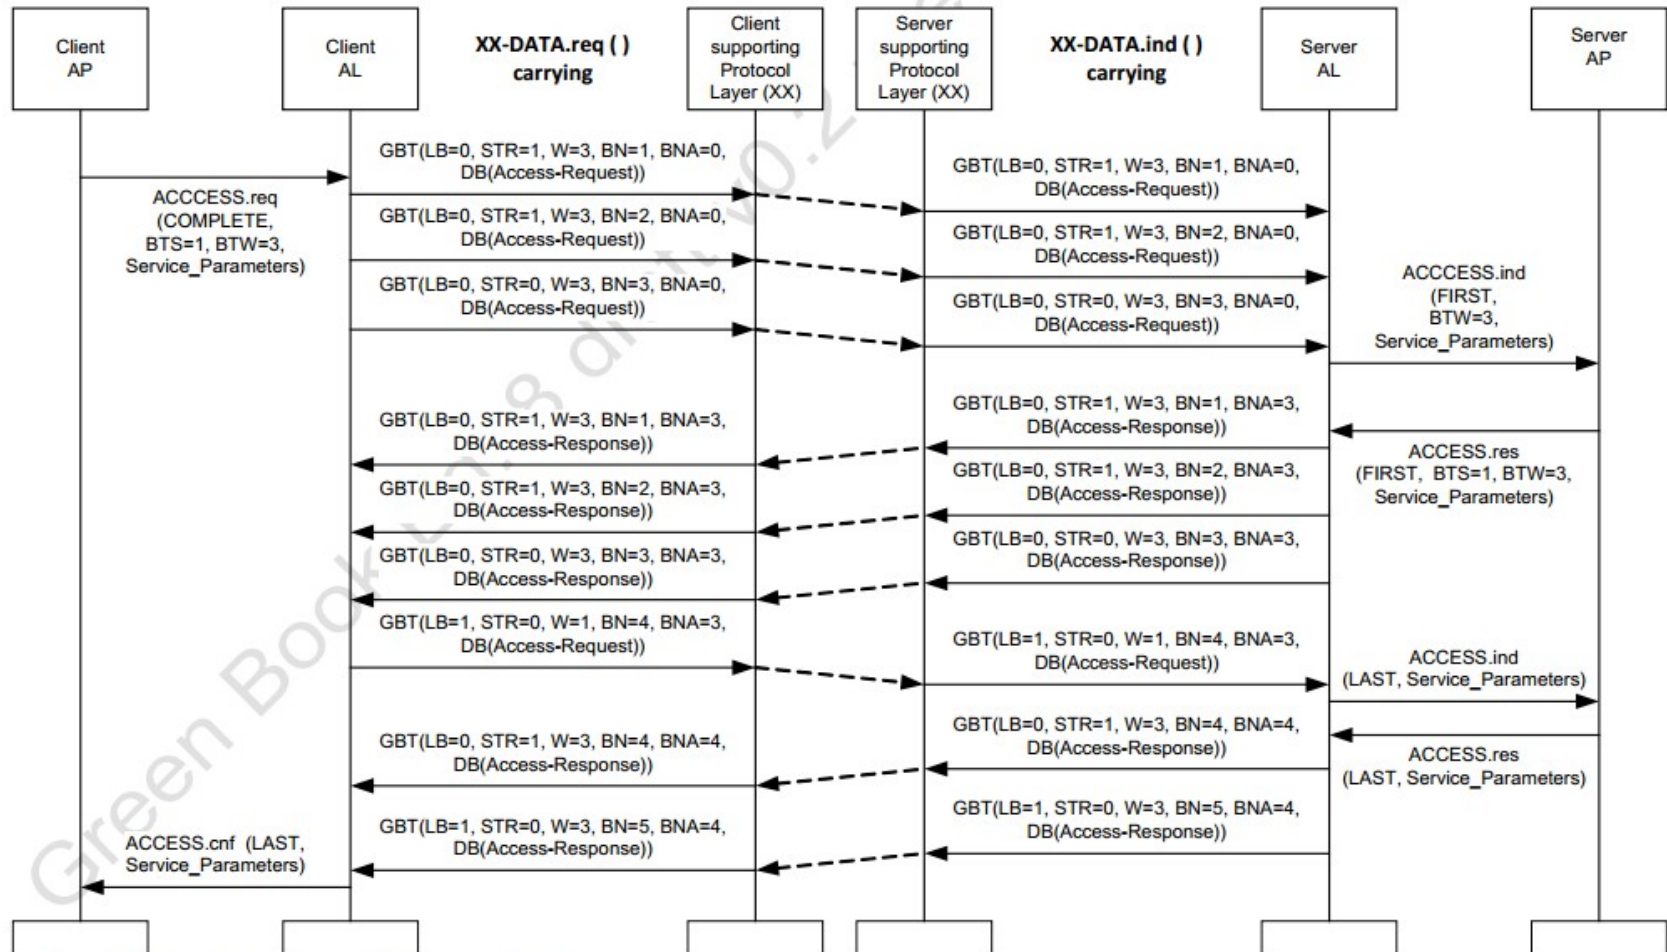 Client
AP
Client
AL
XX-DATA.req ( )
carrying
Client
supporting
Protocol
Layer (XX)
Server
supporting
Protocol
Layer (XX)
XX-DATA.ind ( )
carrying
Server
AL
Server
AP
ACCCESS.req
(COMPLETE,
BTS=1, BTW=3,
Service_Parameters)
GBT(LB=0, STR=1, W=3, BN=1, BNA=0,
DB(Access-Request))
GBT(LB=0, STR=1, W=3, BN=1, BNA=0,
DB(Access-Request))
GBT(LB=0, STR=1, W=3, BN=2, BNA=0,
DB(Access-Request))
GBT(LB=0, STR=1, W=3, BN=2, BNA=0,
DB(Access-Request))
GBT(LB=0, STR=0, W=3, BN=3, BNA=0,
DB(Access-Request))
GBT(LB=0, STR=0, W=3, BN=3, BNA=0,
DB(Access-Request))
ACCCESS.ind
(FIRST,
BTW=3,
Service_Parameters)
GBT(LB=0, STR=1, W=3, BN=1, BNA=3,
DB(Access-Response))
GBT(LB=0, STR=1, W=3, BN=1, BNA=3,
DB(Access-Response))
ACCESS.res
(FIRST, BTS=1, BTW=3,
Service_Parameters)
GBT(LB=0, STR=1, W=3, BN=2, BNA=3,
DB(Access-Response))
GBT(LB=0, STR=1, W=3, BN=2, BNA=3,
DB(Access-Response))
GBT(LB=0, STR=0, W=3, BN=3, BNA=3,
DB(Access-Response))
GBT(LB=0, STR=0, W=3, BN=3, BNA=3,
DB(Access-Response))
GBT(LB=1, STR=0, W=1, BN=4, BNA=3,
DB(Access-Request))
GBT(LB=1, STR=0, W=1, BN=4, BNA=3,
DB(Access-Request))
ACCESS.ind
(LAST, Service_Parameters)
GBT(LB=0, STR=1, W=3, BN=4, BNA=4,
DB(Access-Response))
GBT(LB=0, STR=1, W=3, BN=4, BNA=4,
DB(Access-Response))
ACCESS.res
(LAST, Service_Parameters)
GBT(LB=1, STR=0, W=3, BN=5, BNA=4,
DB(Access-Response))
GBT(LB=1, STR=0, W=3, BN=5, BNA=4,
DB(Access-Response))
ACCESS.cnf (LAST,
Service_Parameters)
Green Book 8 v0.2